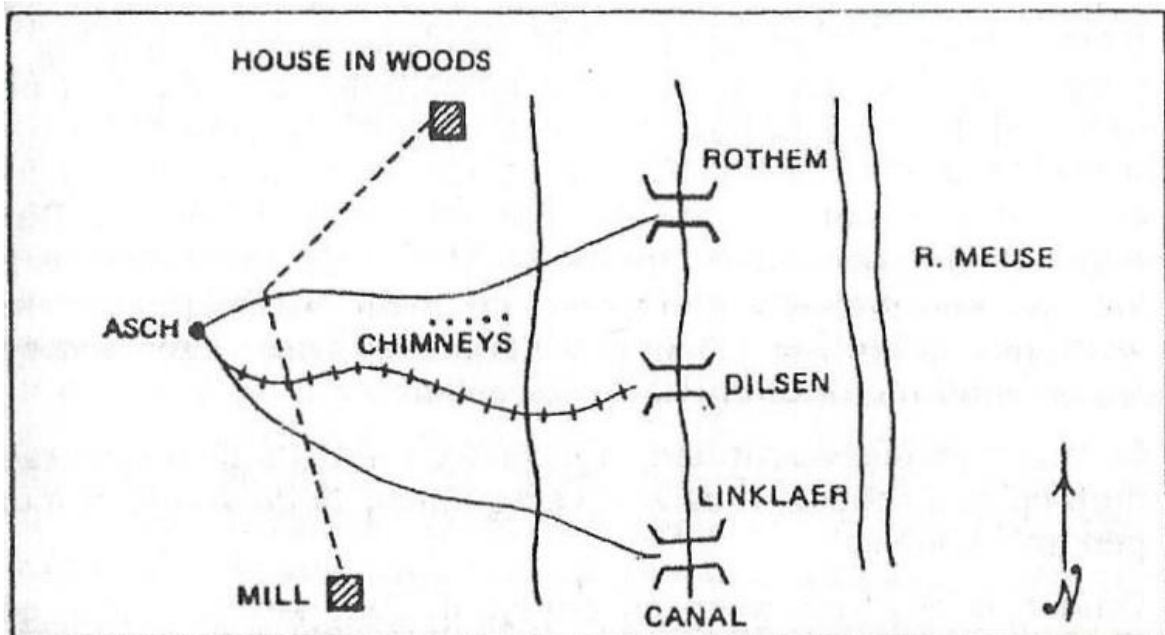 HOUSE IN WOODS
ROTHEM
R. MEUSE
ASCH
CHIMNEYS
DILSEN
LINKLAER
MILL
CANAL
N